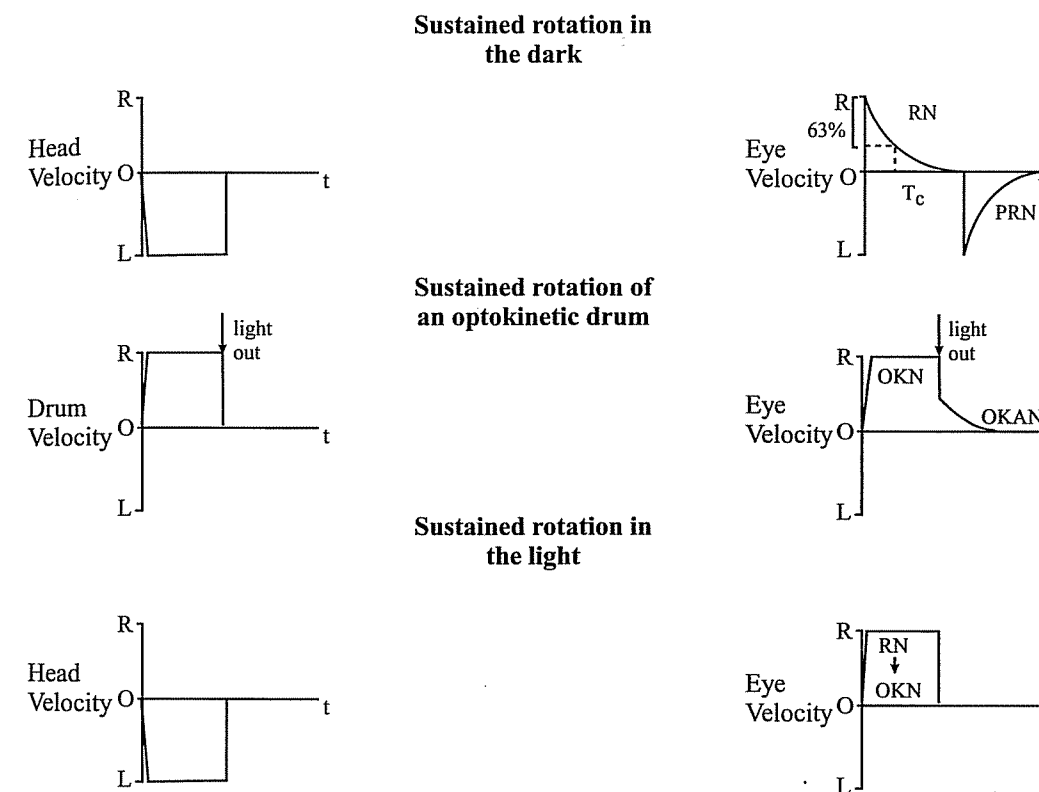 Sustained rotation in
the dark
R
Head
Velocity O
t
L
R
63%
RN
Eye
Velocity O
Tc
PRN
L
Sustained rotation of
an optokinetic drum
light
out
R
Drum
Velocity O
t
L
light
out
R
OKN
Eye
Velocity O
OKAN
L
Sustained rotation in
the light
R
Head
Velocity O
t
L
R
RN
OKN
Eye
Velocity O
L